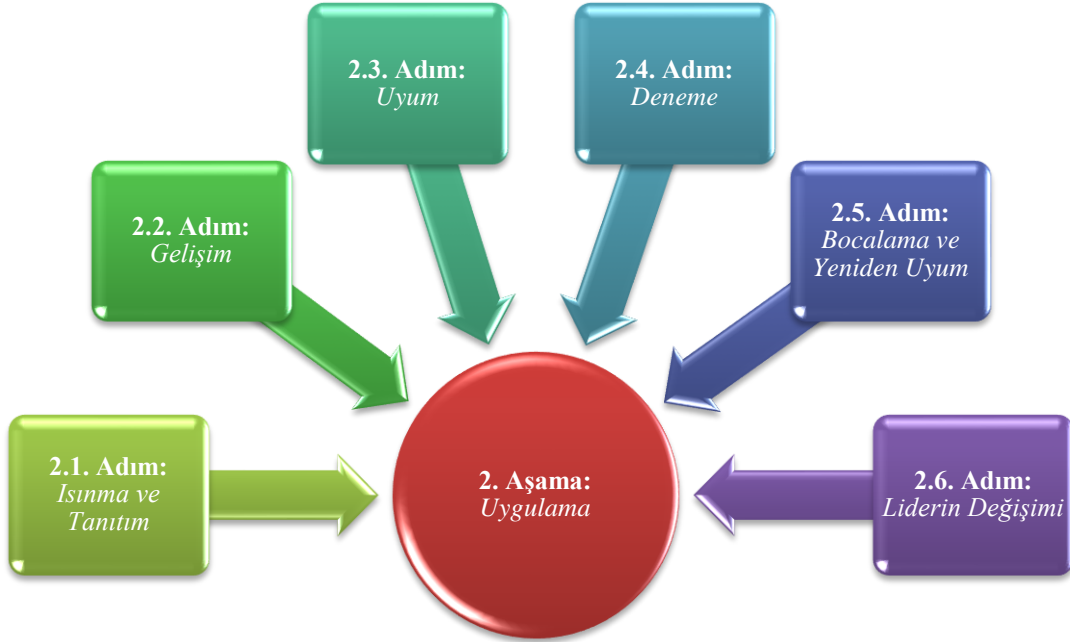 2.1. Adım:
Isınma ve
Tanıtım
2.2. Adım:
Gelişim
2.3. Adım:
Uyum
2.4. Adım:
Deneme
2.5. Adım:
Bocalama ve
Yeniden Uyum
2.6. Adım:
Liderin Değişimi
2. Aşama:
Uygulama